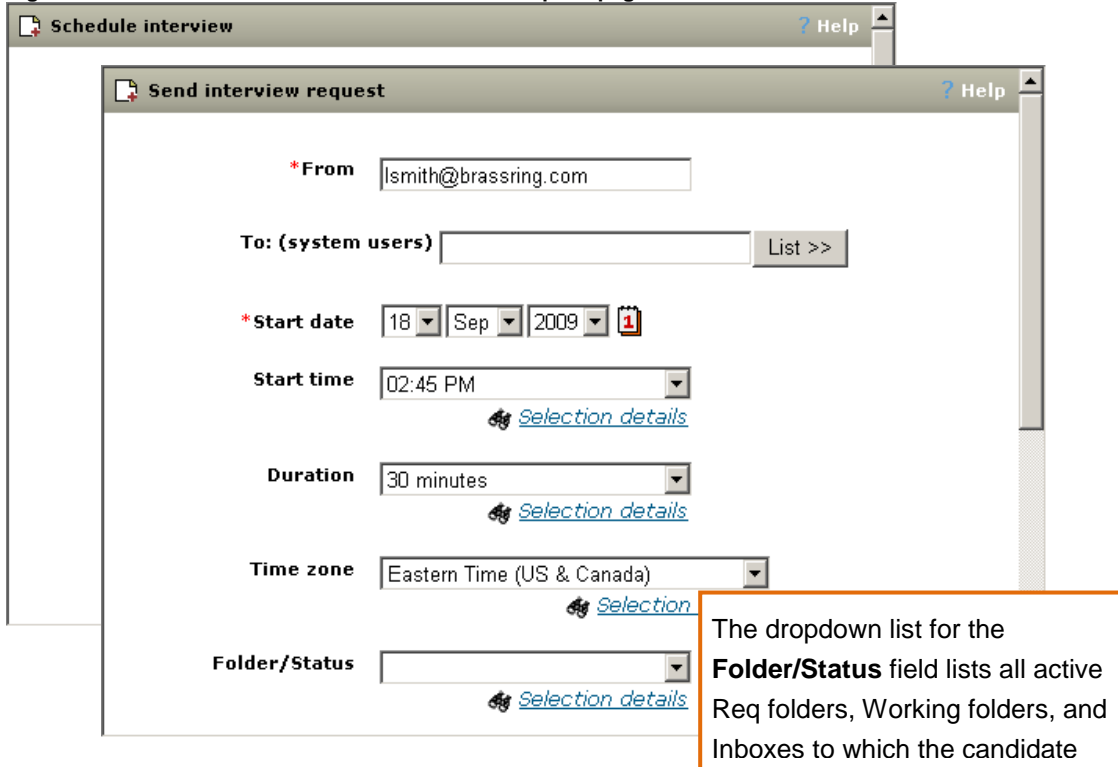 Schedule interview ? Help
Send interview request ? Help
*From lsmith@brassring.com
To: (system users) List >>
*Start date 18 Sep 2009 1
Start time 02:45 PM
Selection details
Duration 30 minutes
Selection details
Time zone Eastern Time (US & Canada)
Selection
Folder/Status
Selection details
The dropdown list for the
Folder/Status field lists all active
Req folders, Working folders, and
Inboxes to which the candidate